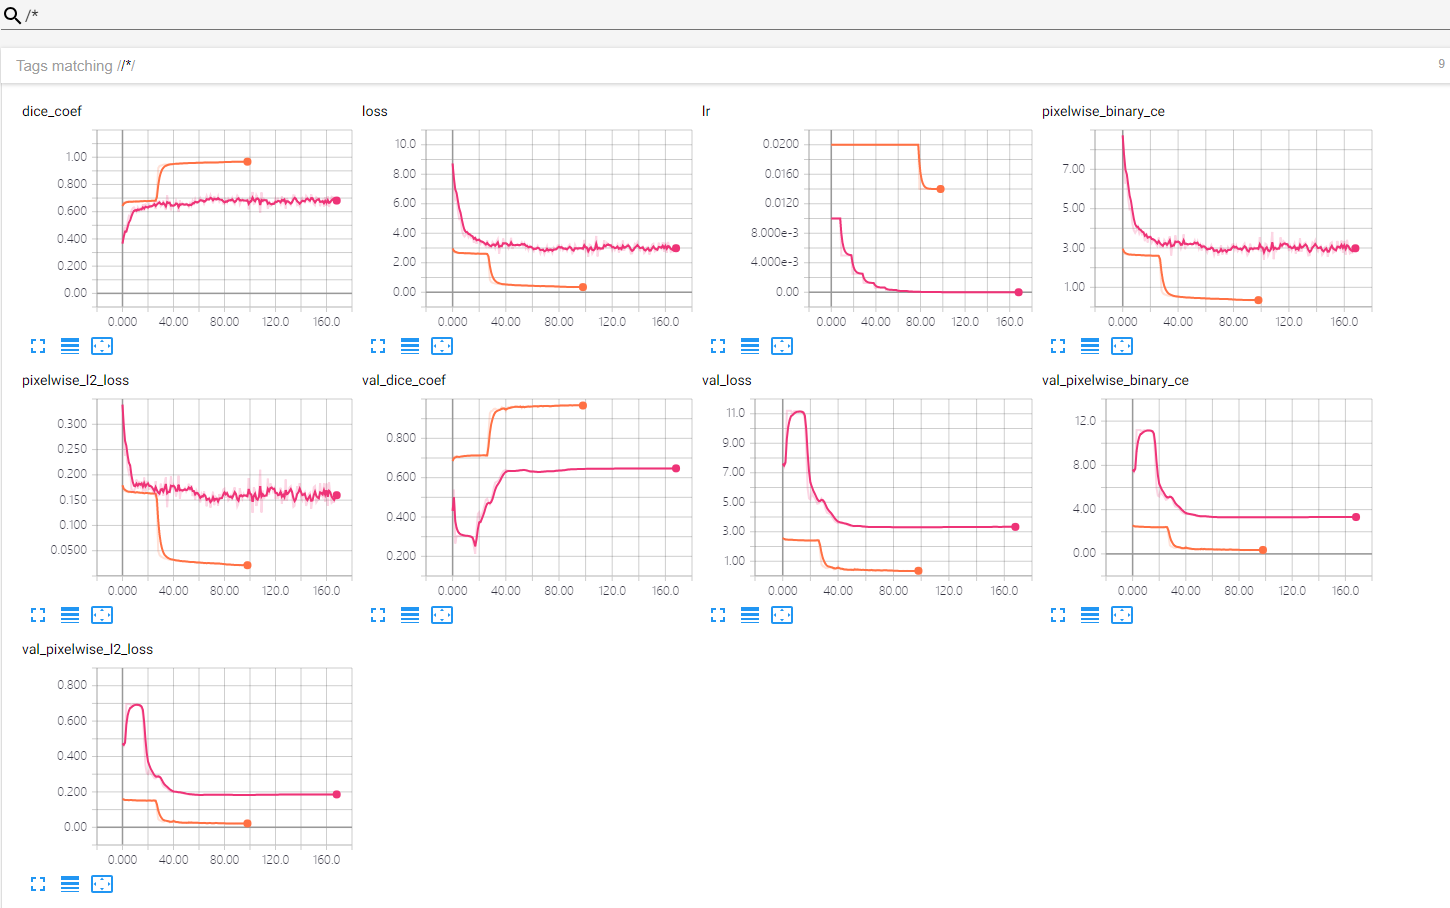 /*
Tags matching //*/
9
dice_coef
1.00
0.800
0.600
0.400
0.200
0.00
0.000 40.00 80.00 120.0 160.0
loss
10.0
8.00
6.00
4.00
2.00
0.00
0.000 40.00 80.00 120.0 160.0
lr
0.0200
0.0160
0.0120
8.000e-3
4.000e-3
0.00
0.000 40.00 80.00 120.0 160.0
pixelwise_binary_ce
7.00
5.00
3.00
1.00
0.000 40.00 80.00 120.0 160.0
pixelwise_l2_loss
0.300
0.250
0.200
0.150
0.100
0.0500
0.000 40.00 80.00 120.0 160.0
val_dice_coef
0.800
0.600
0.400
0.200
0.000 40.00 80.00 120.0 160.0
val_loss
11.0
9.00
7.00
5.00
3.00
1.00
0.000 40.00 80.00 120.0 160.0
val_pixelwise_binary_ce
12.0
8.00
4.00
0.00
0.000 40.00 80.00 120.0 160.0
val_pixelwise_l2_loss
0.800
0.600
0.400
0.200
0.00
0.000 40.00 80.00 120.0 160.0